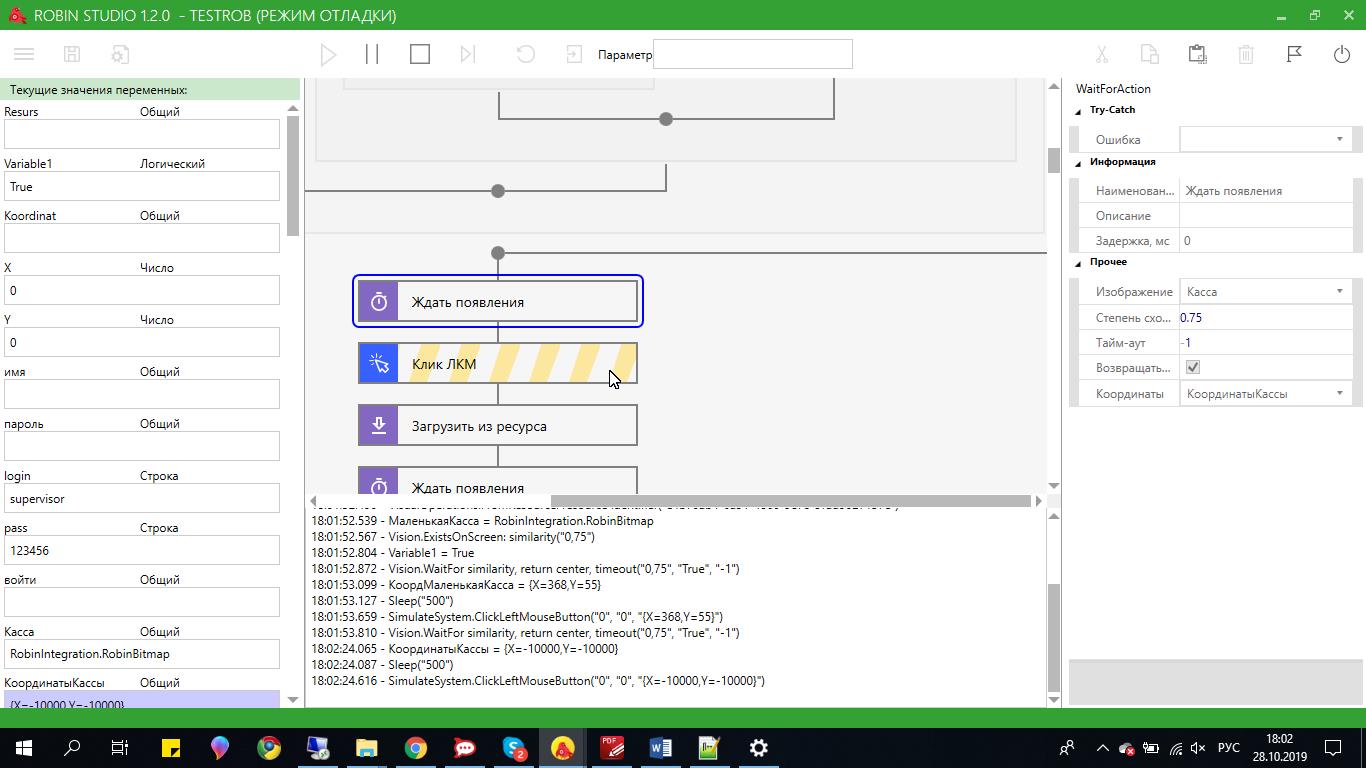 ROBIN STUDIO 1.2.0 - TESTROB (РЕЖИМ ОТЛАДКИ)
Параметр
Текущие значения переменных:
Resurs Общий
Variable1 Логический
True
Koordinat Общий
X Число
0
Y Число
0
имя Общий
пароль Общий
login Строка
supervisor
pass Строка
123456
войти Общий
Касса Общий
RobinIntegration.RobinBitmap
КоординатыКассы Общий
{X=-10000,Y=-10000}
Ждать появления
Клик ЛКМ
Загрузить из ресурса
Ждать появления
18:01:52.539 - МаленькаяКасса = RobinIntegration.RobinBitmap
18:01:52.567 - Vision.ExistsOnScreen: similarity("0,75")
18:01:52.804 - Variable1 = True
18:01:52.872 - Vision.WaitFor similarity, return center, timeout("0,75", "True", "-1")
18:01:53.099 - КоордМаленькаяКасса = {X=368,Y=55}
18:01:53.127 - Sleep("500")
18:01:53.659 - SimulateSystem.ClickLeftMouseButton("0", "0", "{X=368,Y=55}")
18:01:53.810 - Vision.WaitFor similarity, return center, timeout("0,75", "True", "-1")
18:02:24.065 - КоординатыКассы = {X=-10000,Y=-10000}
18:02:24.087 - Sleep("500")
18:02:24.616 - SimulateSystem.ClickLeftMouseButton("0", "0", "{X=-10000,Y=-10000}")
WaitForAction
Try-Catch
Ошибка
Информация
Наименован... Ждать появления
Описание
Задержка, мс 0
Прочее
Изображение Касса
Степень схо... 0.75
Тайм-аут -1
Возвращать...
Координаты КоординатыКассы
2
PDF
РУС
18:02
28.10.2019